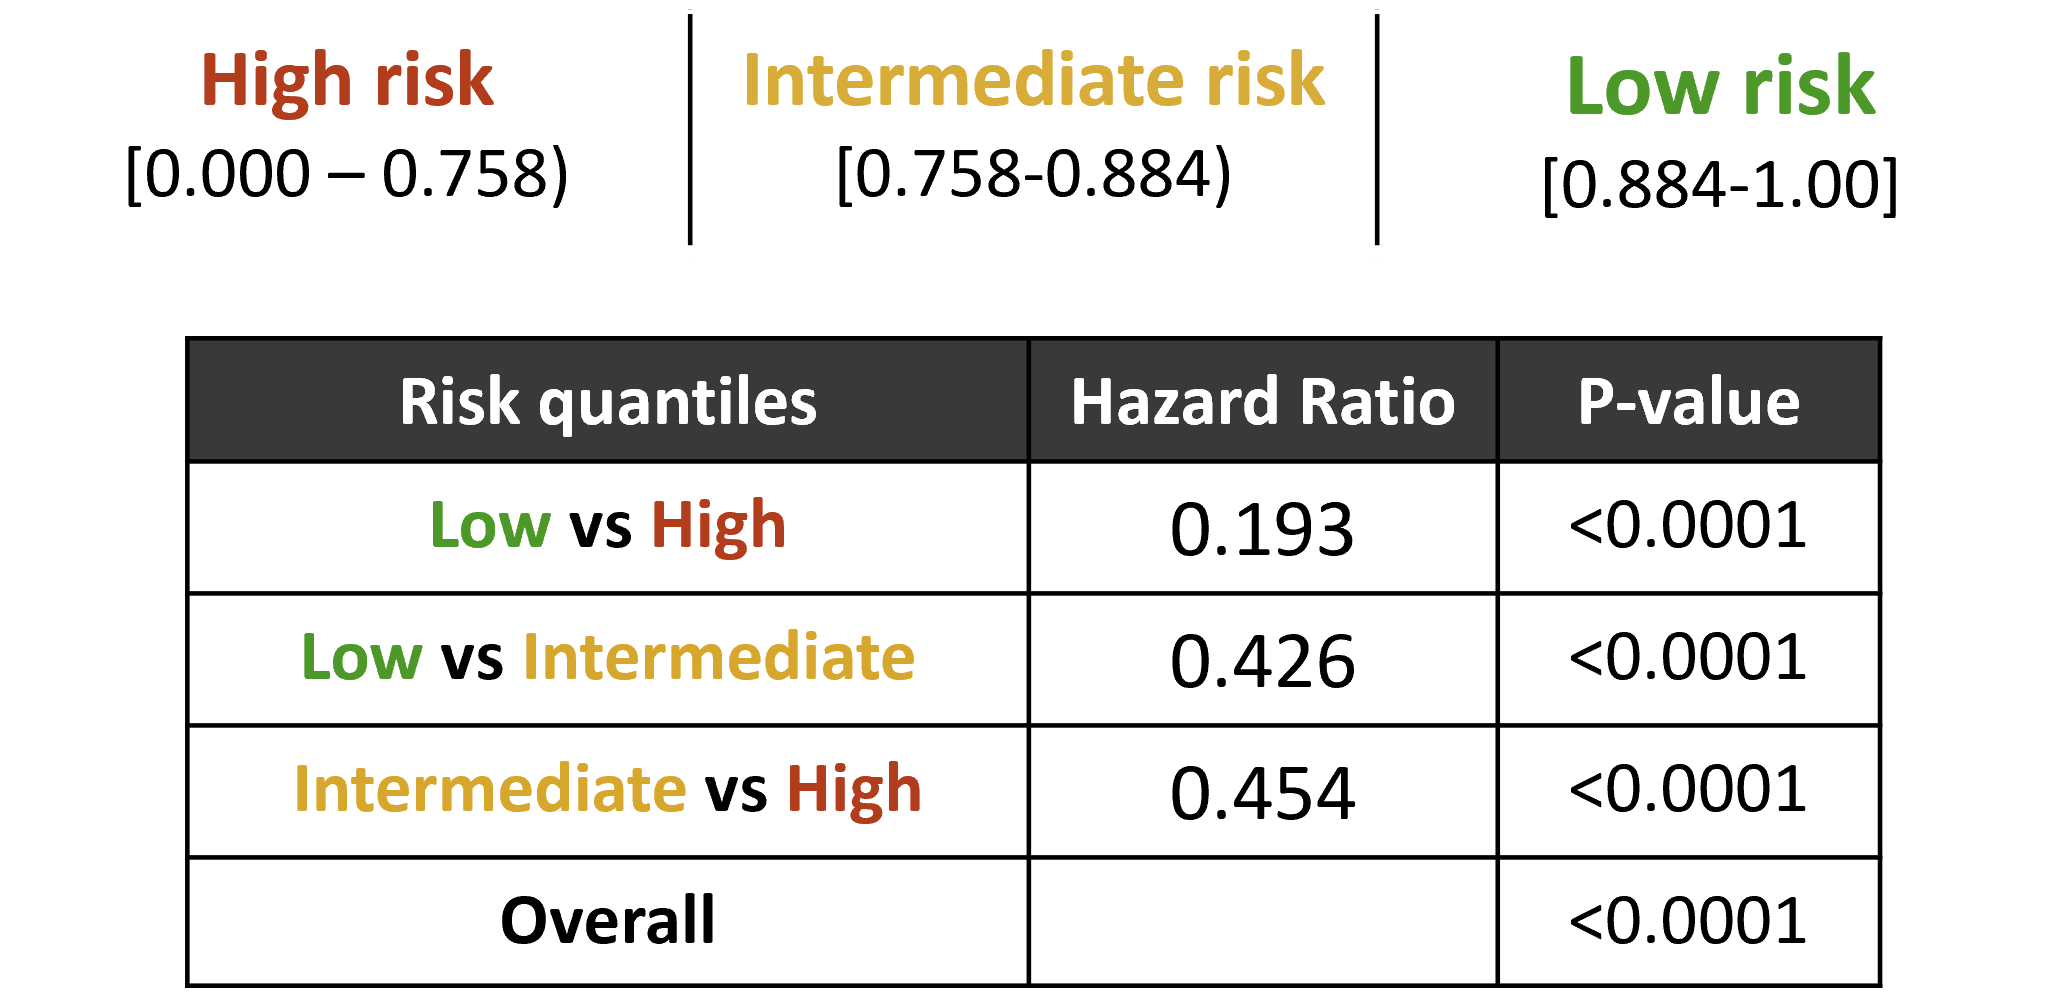 High risk
[0.000 – 0.758)
Intermediate risk
[0.758-0.884)
Low risk
[0.884-1.00]
Risk quantiles Hazard Ratio P-value
Low vs High 0.193 <0.0001
Low vs Intermediate 0.426 <0.0001
Intermediate vs High 0.454 <0.0001
Overall <0.0001